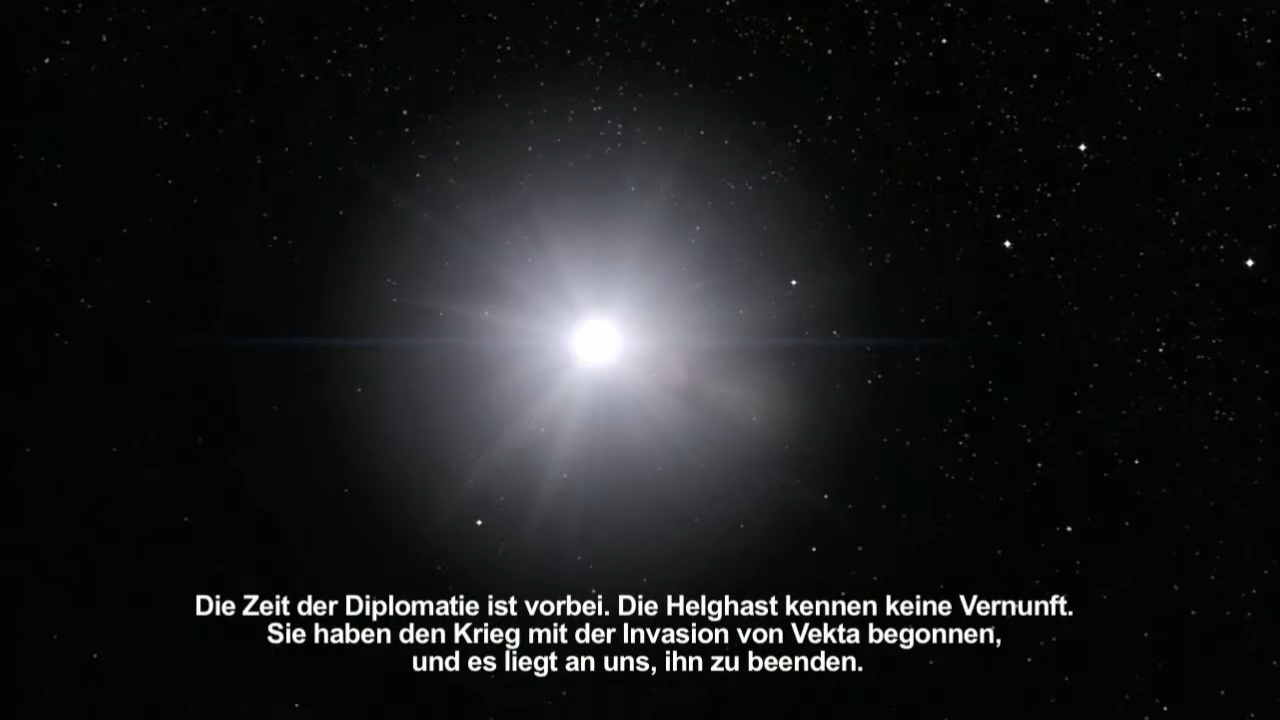 Die Zeit der Diplomatie ist vorbei. Die Helghast kennen keine Vernunft.
Sie haben den Krieg mit der Invasion von Vekta begonnen,
und es liegt an uns, ihn zu beenden.